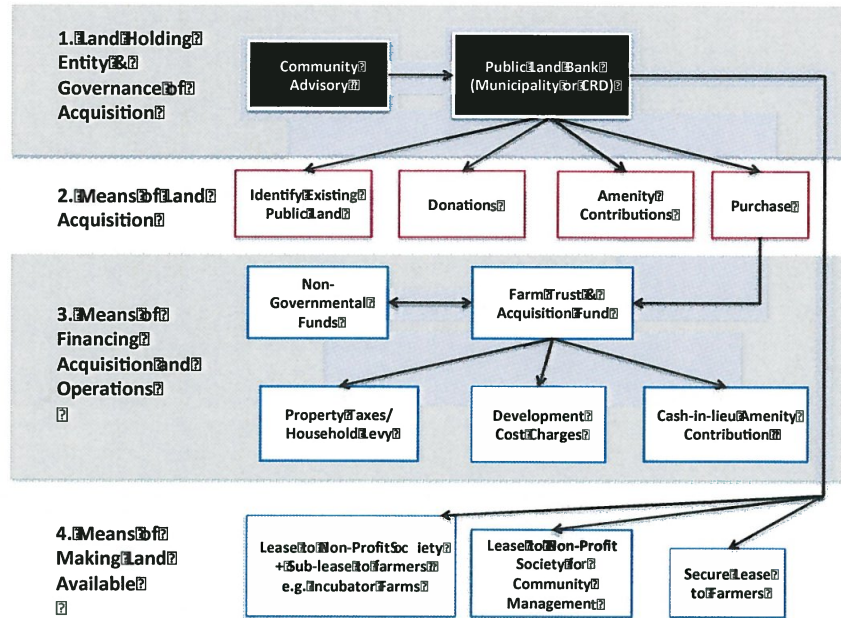 1. Land Holding
Entity &
Governance of
Acquisition
Community
Advisory
Public Land Bank
(Municipality or CRD)
2. Means of Land
Acquisition
Identify Existing
Public Land
Donations
Amenity
Contributions
Purchase
3. Means of
Financing
Acquisition and
Operations
Non-
Governmental
Funds
Farm Trust &
Acquisition Fund
Property Taxes/
Household Levy
Development
Cost Charges
Cash-in-lieu Amenity
Contribution
4. Means of
Making Land
Available
Lease to Non-Profit Society
+ Sub-lease to farmers
e.g. Incubator Farms
Lease to Non-Profit
Society for
Community
Management
Secure Lease
to Farmers